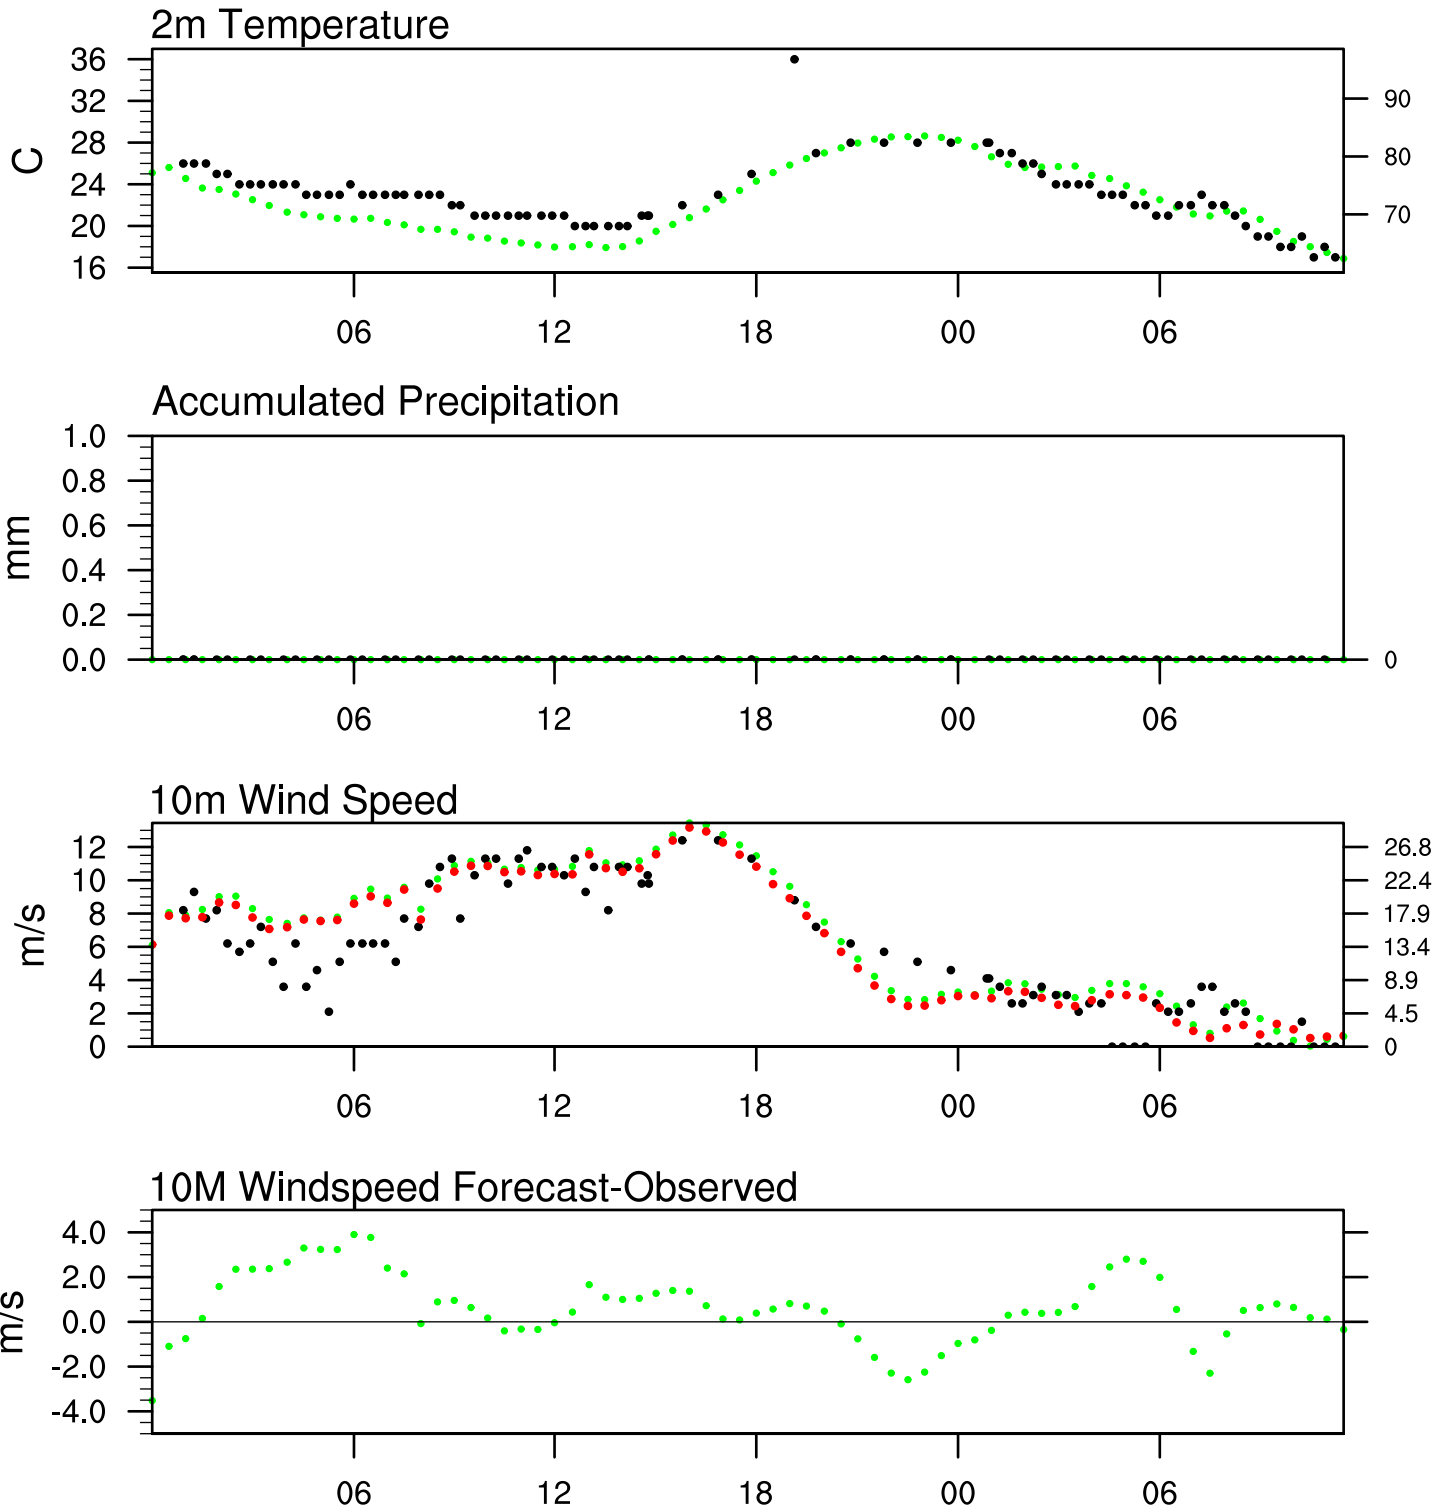 2m Temperature
36
32
28
24
20
16
C
90
80
70
06 12 18 00 06
Accumulated Precipitation
1.0
0.8
0.6
0.4
0.2
0.0
mm
0
06 12 18 00 06
10m Wind Speed
12
10
8
6
4
2
0
m/s
26.8
22.4
17.9
13.4
8.9
4.5
0
06 12 18 00 06
10M Windspeed Forecast-Observed
4.0
2.0
0.0
-2.0
-4.0
m/s
06 12 18 00 06